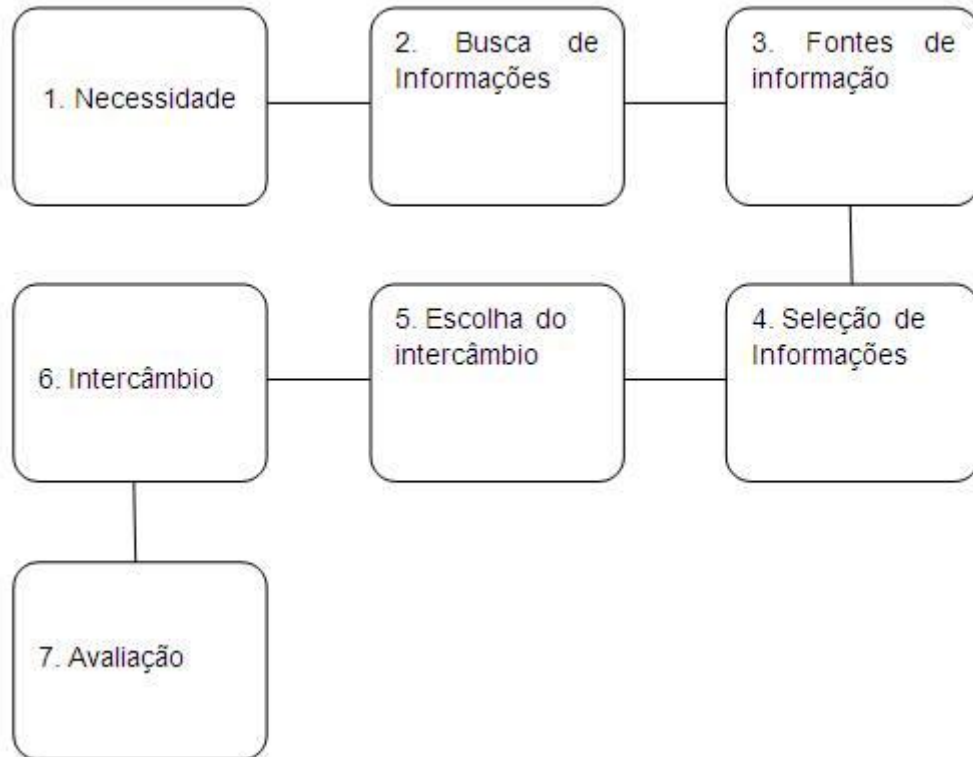 1. Necessidade
2. Busca de
Informações
3. Fontes de
informação
4. Seleção de
Informações
5. Escolha do
intercâmbio
6. Intercâmbio
7. Avaliação